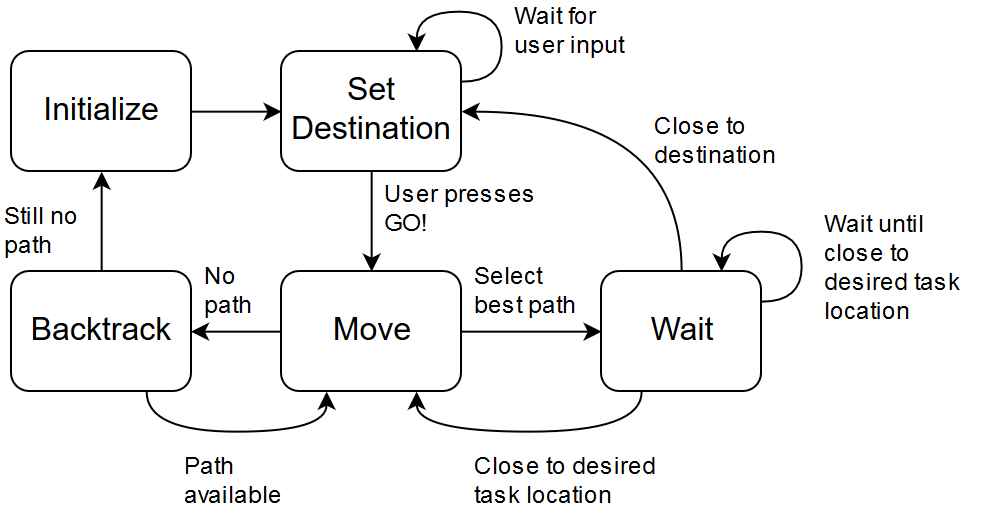 Wait for
user input
Initialize
Set
Destination
Close to
destination
User presses
GO!
Still no
path
Wait until
close to
desired task
location
No
path
Select
best path
Backtrack
Move
Wait
Path
available
Close to desired
task location